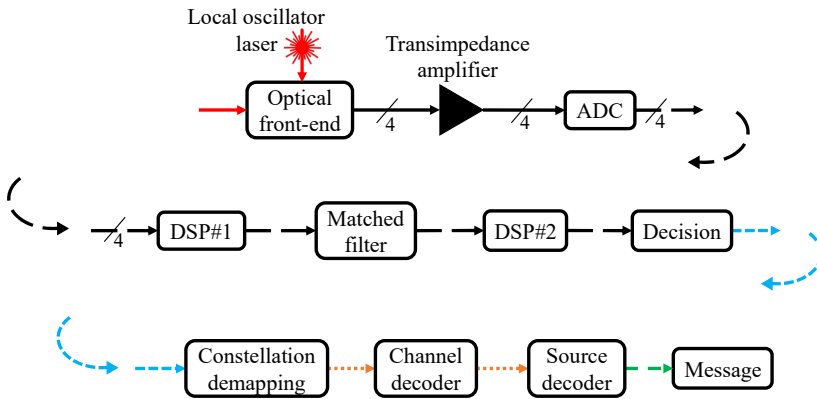 Local oscillator
laser
Transimpedance
amplifier
Optical
front-end
4
4
ADC
4
4
DSP#1
Matched
filter
DSP#2
Decision
Constellation
demapping
Channel
decoder
Source
decoder
Message